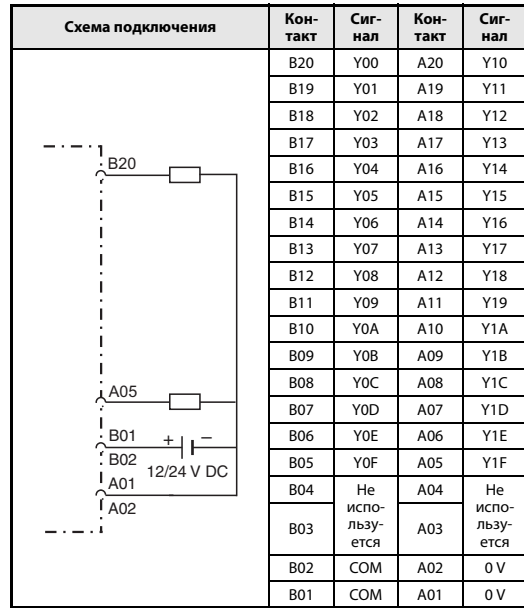 Схема подключения
Кон-
такт
Сиг-
нал
Кон-
такт
Сиг-
нал
B20 Y00 A20 Y10
B19 Y01 A19 Y11
B18 Y02 A18 Y12
B17 Y03 A17 Y13
B16 Y04 A16 Y14
B15 Y05 A15 Y15
B14 Y06 A14 Y16
B13 Y07 A13 Y17
B12 Y08 A12 Y18
B11 Y09 A11 Y19
B10 Y0A A10 Y1A
B09 Y0B A09 Y1B
B08 Y0C A08 Y1C
B07 Y0D A07 Y1D
B06 Y0E A06 Y1E
B05 Y0F A05 Y1F
B04
Не
испо-
льзу-
ется
A04
Не
испо-
льзу-
ется
B03
A03
B02 COM A02 0 V
B01 COM A01 0 V
B20
A05
B01
+ –
B02
12/24 V DC
A01
A02